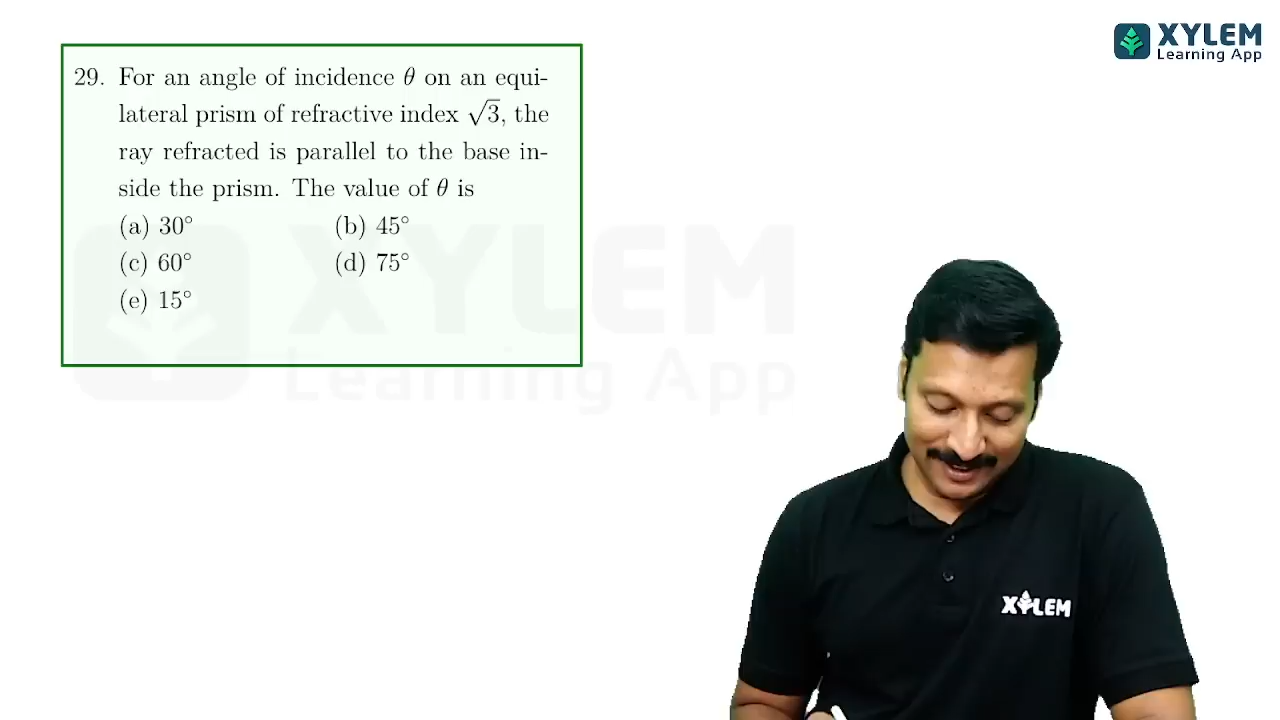 XYLEM
Learning App
29. For an angle of incidence θ on an equi-
lateral prism of refractive index √3, the
ray refracted is parallel to the base in-
side the prism. The value of θ is
(a) 30° (b) 45°
(c) 60° (d) 75°
(e) 15°
XYLEM
Learning App
XYLEM